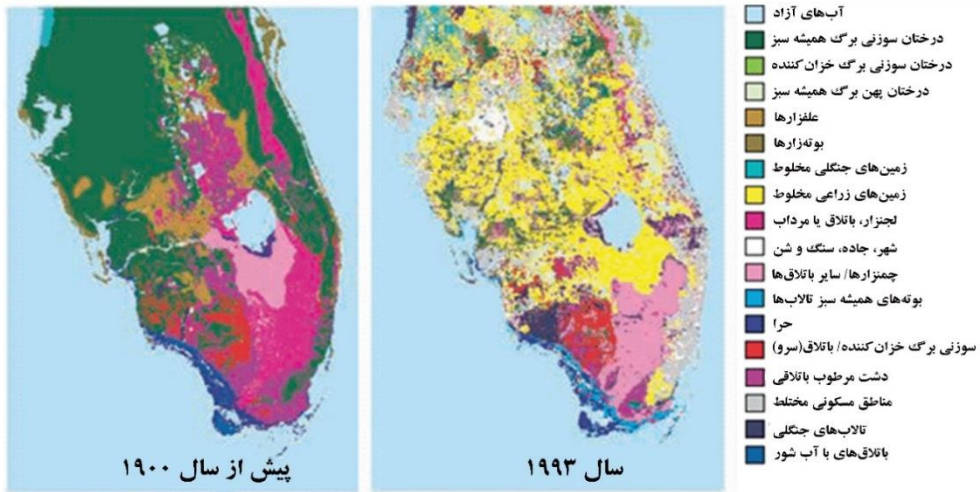 آب‌های آزاد
درختان سوزنی برگ همیشه سبز
درختان سوزنی برگ خزان‌کننده
درختان پهن برگ همیشه سبز
علفزارها
بوته‌زارها
زمین‌های جنگلی مخلوط
زمین‌های زراعی مخلوط
لجنزار، باتلاق یا مرداب
شهر، جاده، سنگ و شن
چمنزارها/ سایر باتلاق‌ها
بوته‌های همیشه سبز تالاب‌ها
حرا
سوزنی برگ خزان‌کننده/ باتلاق(سرو)
دشت مرطوب باتلاقی
مناطق مسکونی مختلط
تالاب‌های جنگلی
باتلاق‌های با آب شور
پیش از سال ۱۹۰۰
سال ۱۹۹۳